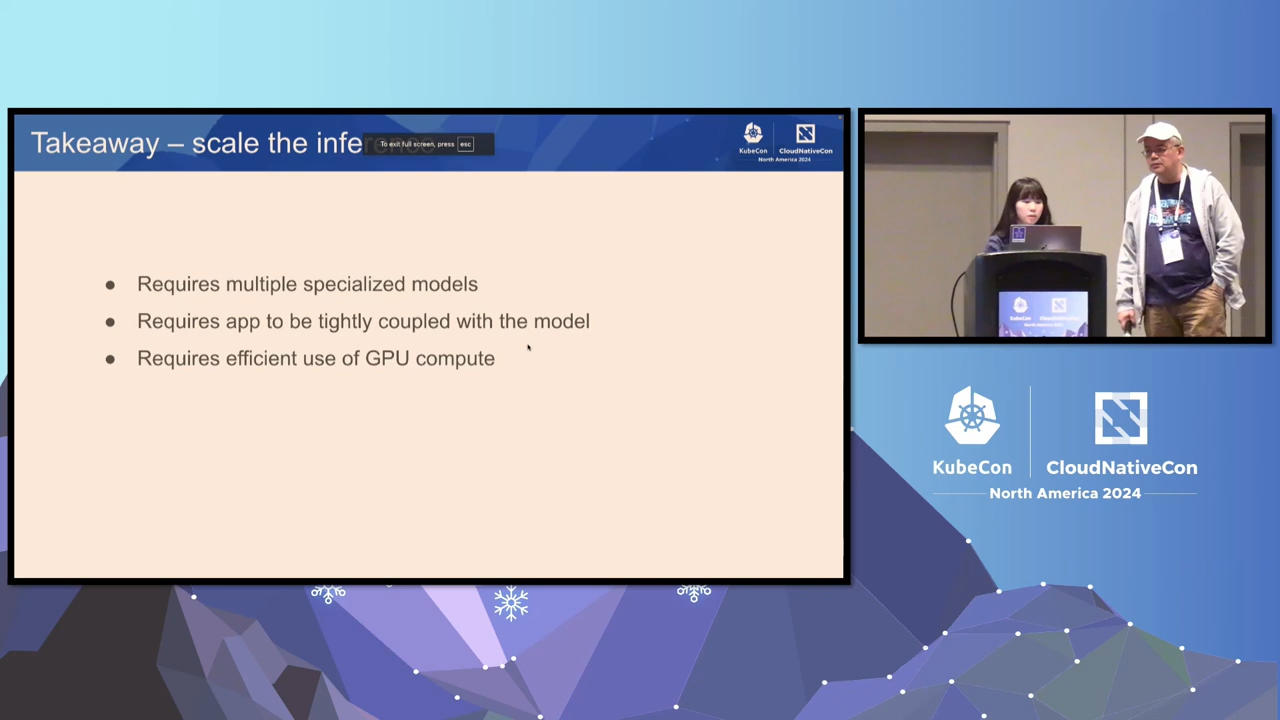 Takeaway – scale the inference
To exit full screen, press esc
KubeCon
CloudNativeCon
North America 2024
● Requires multiple specialized models
● Requires app to be tightly coupled with the model
● Requires efficient use of GPU compute
KubeCon
CloudNativeCon
North America 2024